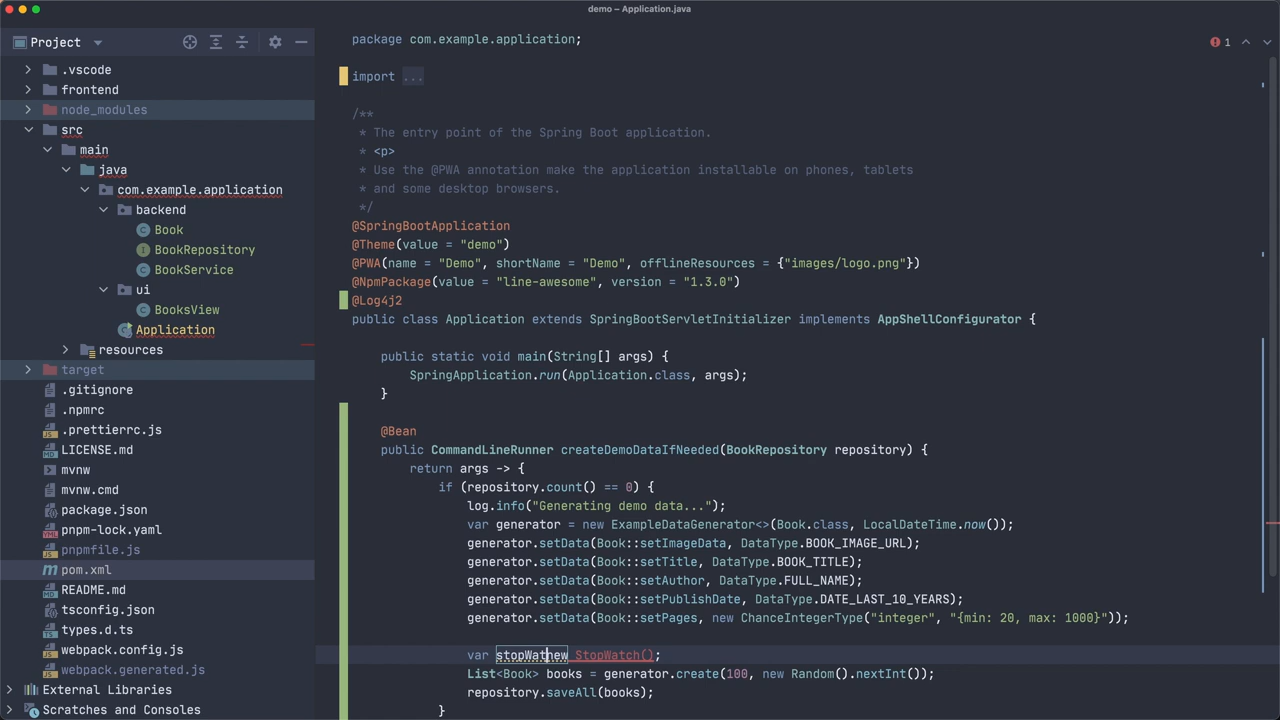 demo – Application.java
Project
.vscode
frontend
node_modules
src
main
java
com.example.application
backend
Book
BookRepository
BookService
ui
BooksView
Application
resources
target
.gitignore
.npmrc
.prettierrc.js
LICENSE.md
mvnw
mvnw.cmd
package.json
pnpm-lock.yaml
pnpmfile.js
pom.xml
README.md
tsconfig.json
types.d.ts
webpack.config.js
webpack.generated.js
External Libraries
Scratches and Consoles
1
package com.example.application;
import ...
/**
* The entry point of the Spring Boot application.
* <p>
* Use the @PWA annotation make the application installable on phones, tablets
* and some desktop browsers.
*/
@SpringBootApplication
@Theme(value = "demo")
@PWA(name = "Demo", shortName = "Demo", offlineResources = {"images/logo.png"})
@NpmPackage(value = "line-awesome", version = "1.3.0")
@Log4j2
public class Application extends SpringBootServletInitializer implements AppShellConfigurator {
public static void main(String[] args) {
SpringApplication.run(Application.class, args);
}
@Bean
public CommandLineRunner createDemoDataIfNeeded(BookRepository repository) {
return args -> {
if (repository.count() == 0) {
log.info("Generating demo data...");
var generator = new ExampleDataGenerator<>(Book.class, LocalDateTime.now());
generator.setData(Book::setImageData, DataType.BOOK_IMAGE_URL);
generator.setData(Book::setTitle, DataType.BOOK_TITLE);
generator.setData(Book::setAuthor, DataType.FULL_NAME);
generator.setData(Book::setPublishDate, DataType.DATE_LAST_10_YEARS);
generator.setData(Book::setPages, new ChanceIntegerType("integer", "{min: 20, max: 1000}"));
var stopWatnew StopWatch();
List<Book> books = generator.create(100, new Random().nextInt());
repository.saveAll(books);
}